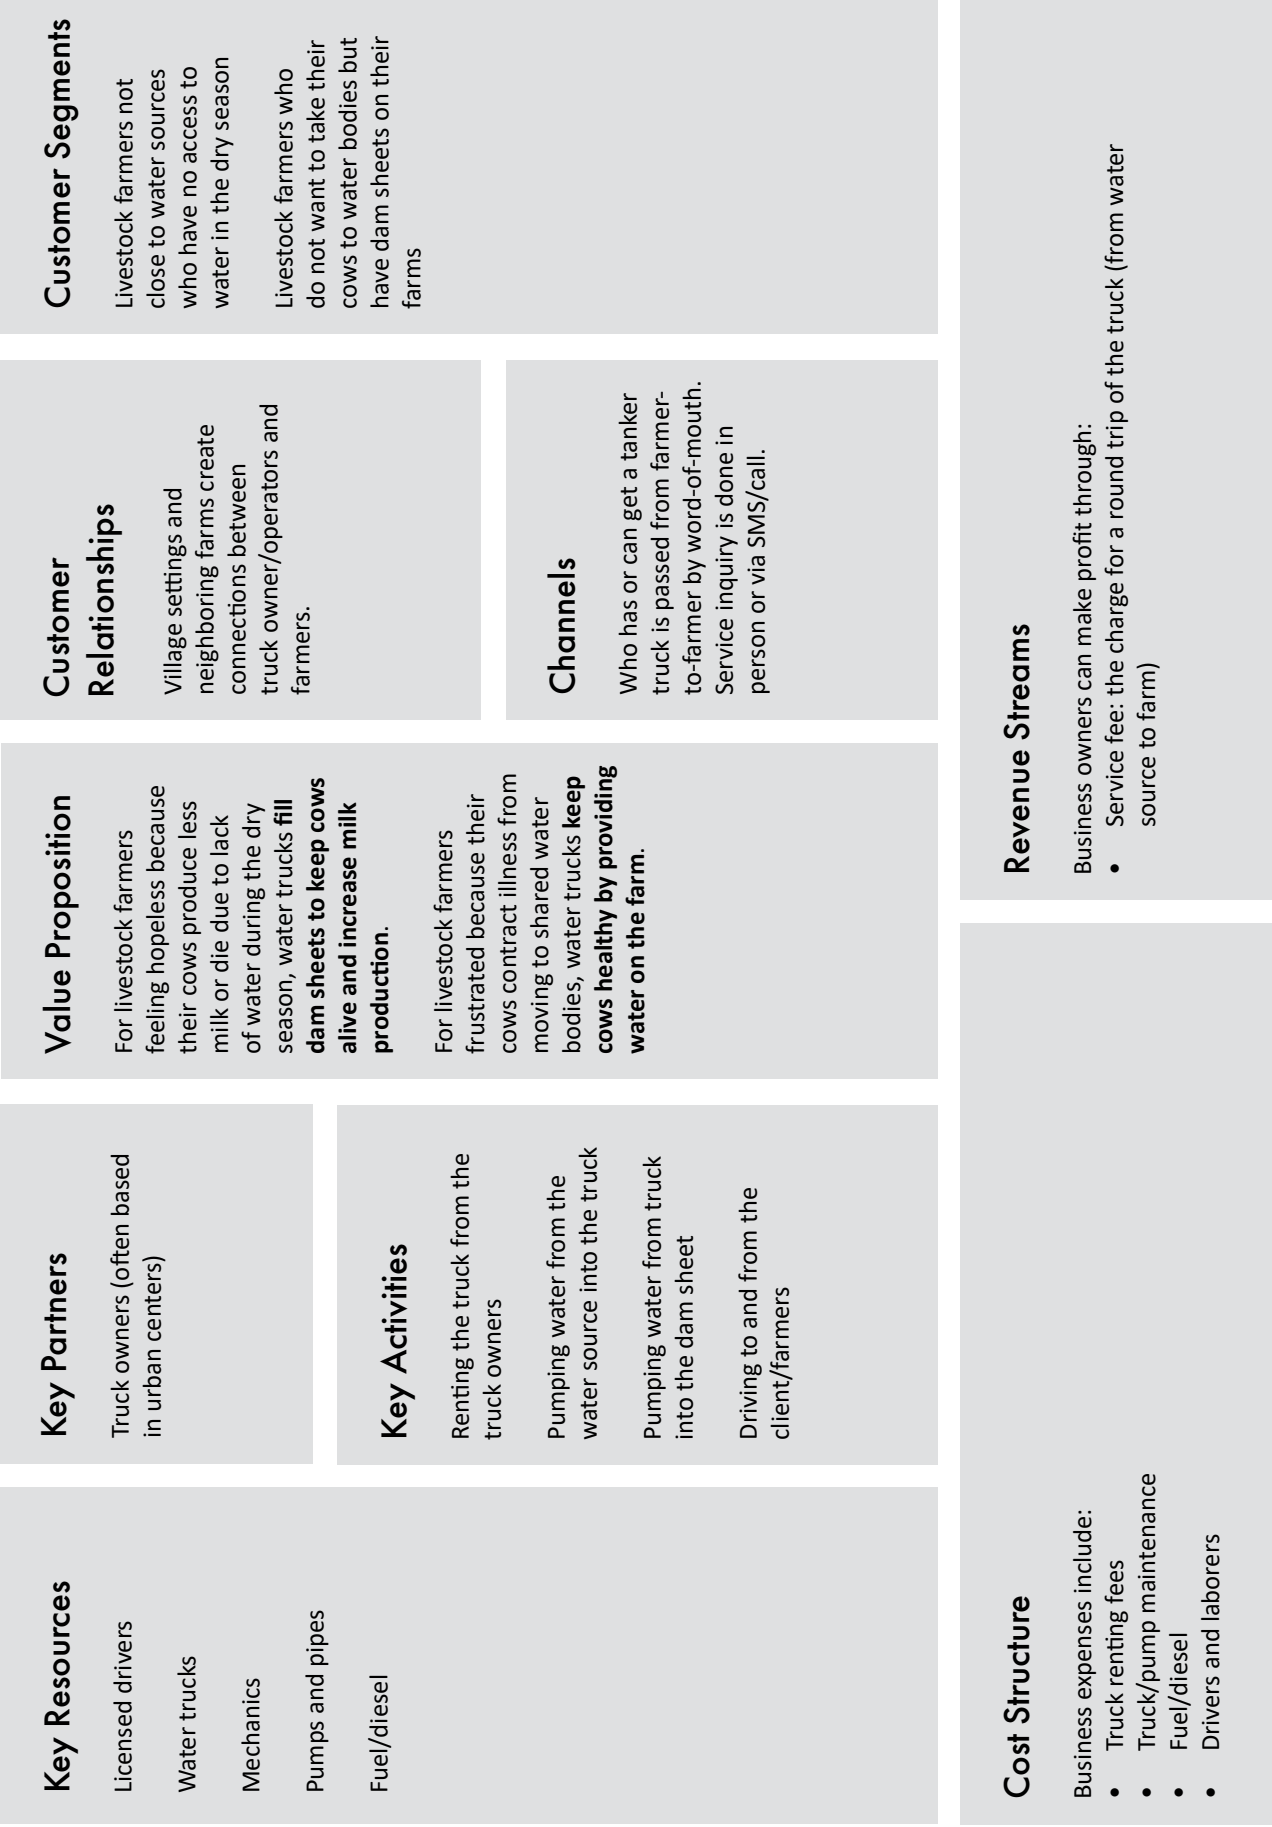 Key Resources
Licensed drivers
Water trucks
Mechanics
Pumps and pipes
Fuel/diesel
Key Partners
Truck owners (often based
in urban centers)
Key Activities
Renting the truck from the
truck owners
Pumping water from the
water source into the truck
Pumping water from truck
into the dam sheet
Driving to and from the
client/farmers
Value Proposition
For livestock farmers
feeling hopeless because
their cows produce less
milk or die due to lack
of water during the dry
season, water trucks fill
dam sheets to keep cows
alive and increase milk
production.
For livestock farmers
frustrated because their
cows contract illness from
moving to shared water
bodies, water trucks keep
cows healthy by providing
water on the farm.
Customer
Relationships
Village settings and
neighboring farms create
connections between
truck owner/operators and
farmers.
Channels
Who has or can get a tanker
truck is passed from farmer-
to-farmer by word-of-mouth.
Service inquiry is done in
person or via SMS/call.
Customer Segments
Livestock farmers not
close to water sources
who have no access to
water in the dry season
Livestock farmers who
do not want to take their
cows to water bodies but
have dam sheets on their
farms
Cost Structure
Business expenses include:
• Truck renting fees
• Truck/pump maintenance
• Fuel/diesel
• Drivers and laborers
Revenue Streams
Business owners can make profit through:
• Service fee: the charge for a round trip of the truck (from water
source to farm)